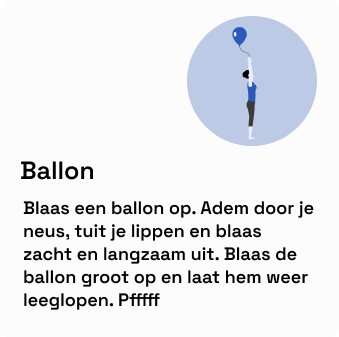 Ballon
Blaas een ballon op. Adem door je
neus, tuit je lippen en blaas
zacht en langzaam uit. Blaas de
ballon groot op en laat hem weer
leeglopen. Pfffff